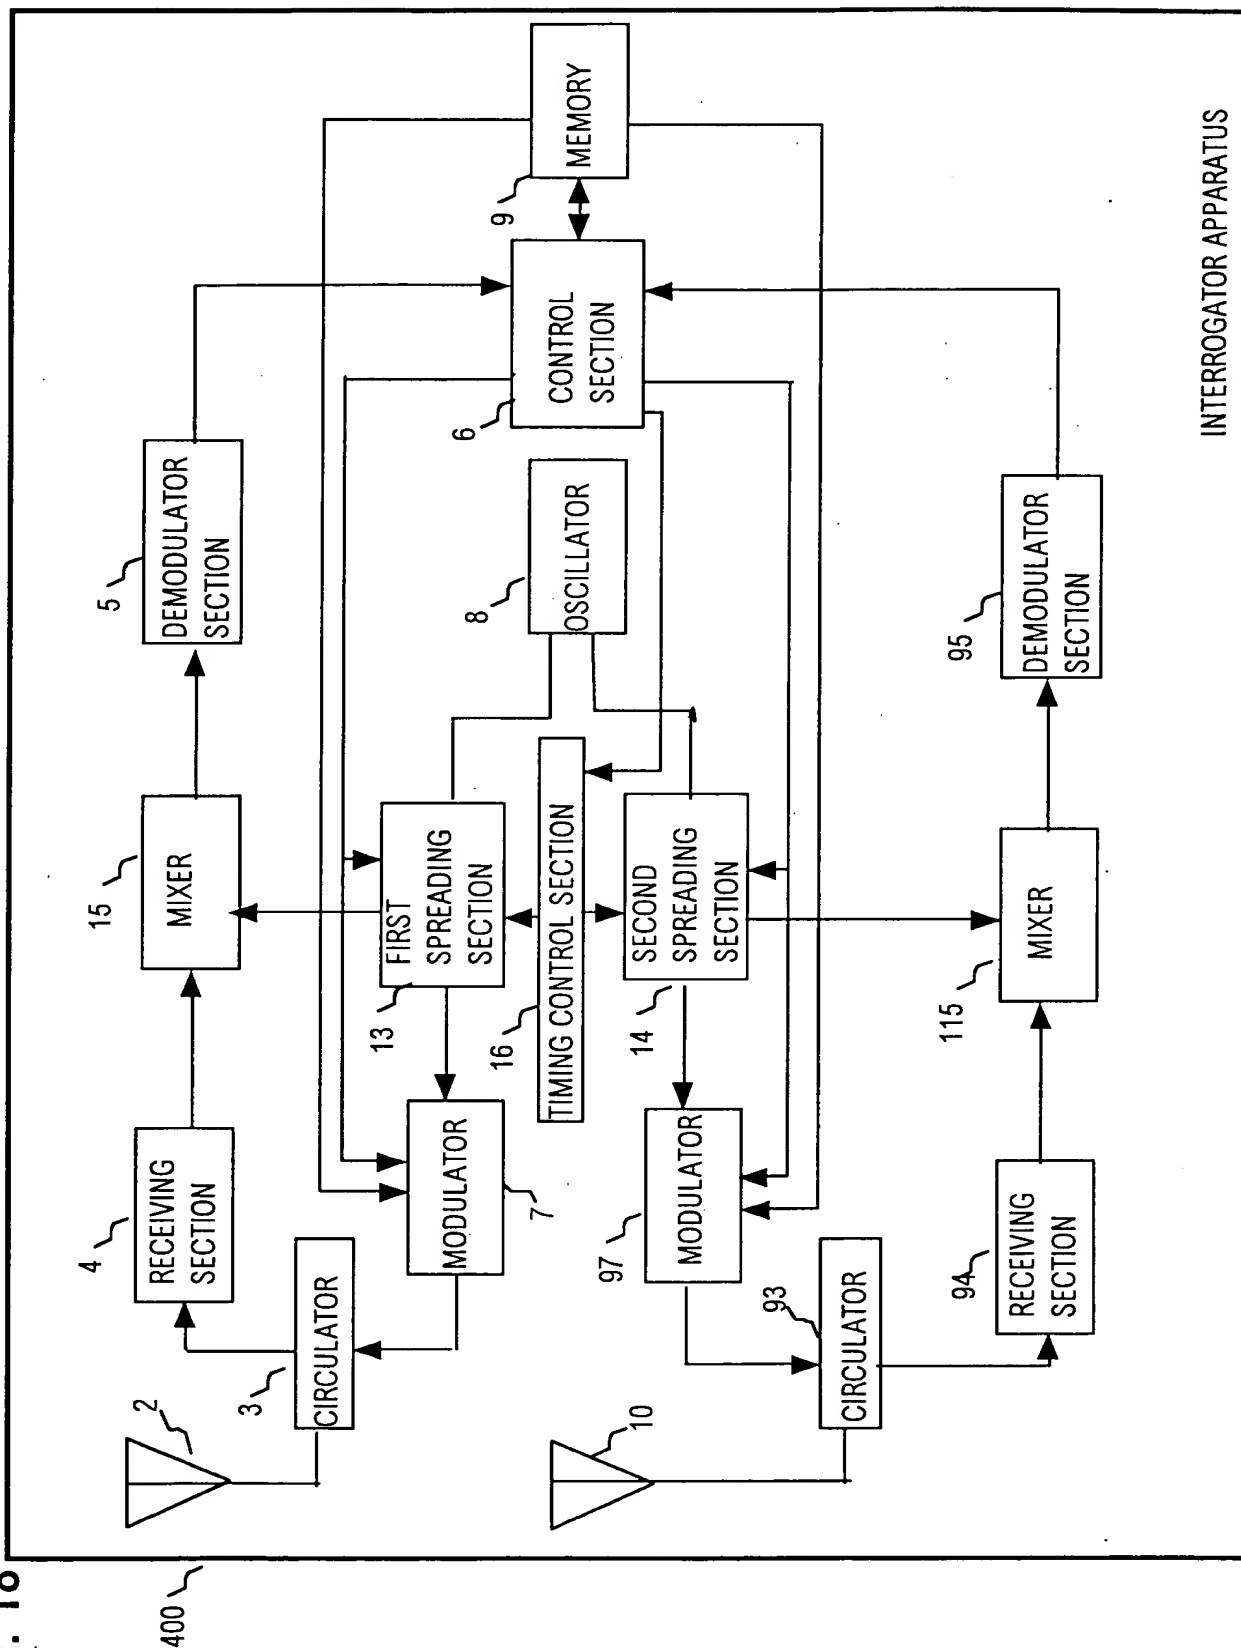 400
2
3
CIRCULATOR
4
RECEIVING
SECTION
15
MIXER
5
DEMODULATOR
SECTION
7
MODULATOR
13
FIRST
SPREADING
SECTION
16
TIMING CONTROL SECTION
8
OSCILLATOR
6
CONTROL
SECTION
9
MEMORY
10
97
MODULATOR
14
SECOND
SPREADING
SECTION
93
CIRCULATOR
94
RECEIVING
SECTION
115
MIXER
95
DEMODULATOR
SECTION
INTERROGATOR APPARATUS